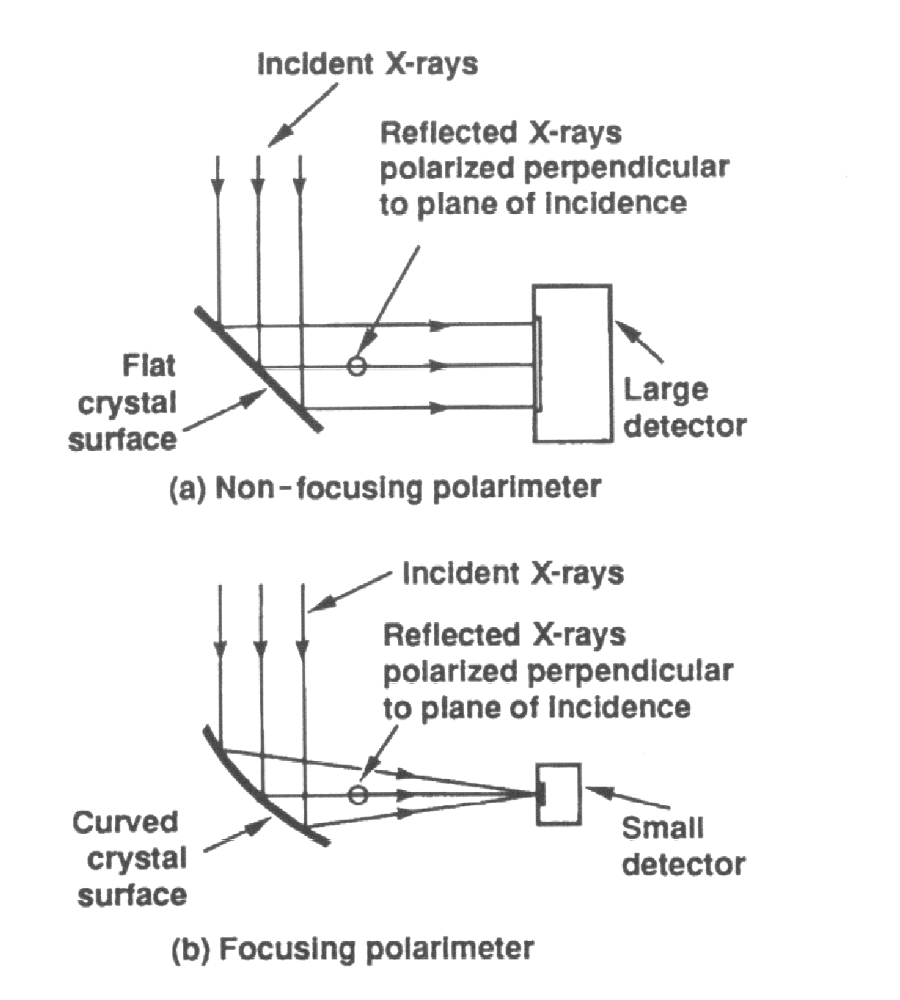 Incident X-rays
Reflected X-rays
polarized perpendicular
to plane of incidence
Flat
crystal
surface
Large
detector
(a) Non-focusing polarimeter
Incident X-rays
Reflected X-rays
polarized perpendicular
to plane of incidence
Curved
crystal
surface
Small
detector
(b) Focusing polarimeter